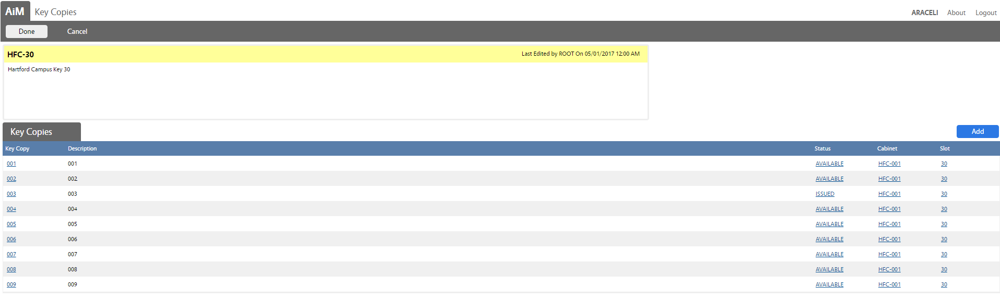 AiM Key Copies ARACELI About Logout
Done Cancel
HFC-30 Last Edited by ROOT On 05/01/2017 12:00 AM
Hartford Campus Key 30
Key Copies Add
Key Copy Description Status Cabinet Slot
001 001 AVAILABLE HFC-001 30
002 002 AVAILABLE HFC-001 30
003 003 ISSUED HFC-001 30
004 004 AVAILABLE HFC-001 30
005 005 AVAILABLE HFC-001 30
006 006 AVAILABLE HFC-001 30
007 007 AVAILABLE HFC-001 30
008 008 AVAILABLE HFC-001 30
009 009 AVAILABLE HFC-001 30